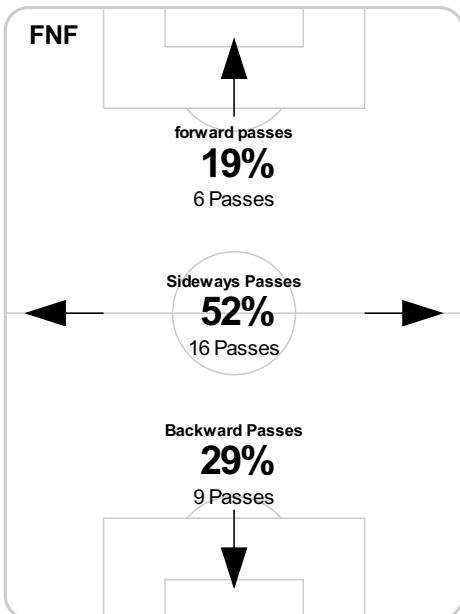 FNF
forward passes
19%
6 Passes
Sideways Passes
52%
16 Passes
Backward Passes
29%
9 Passes